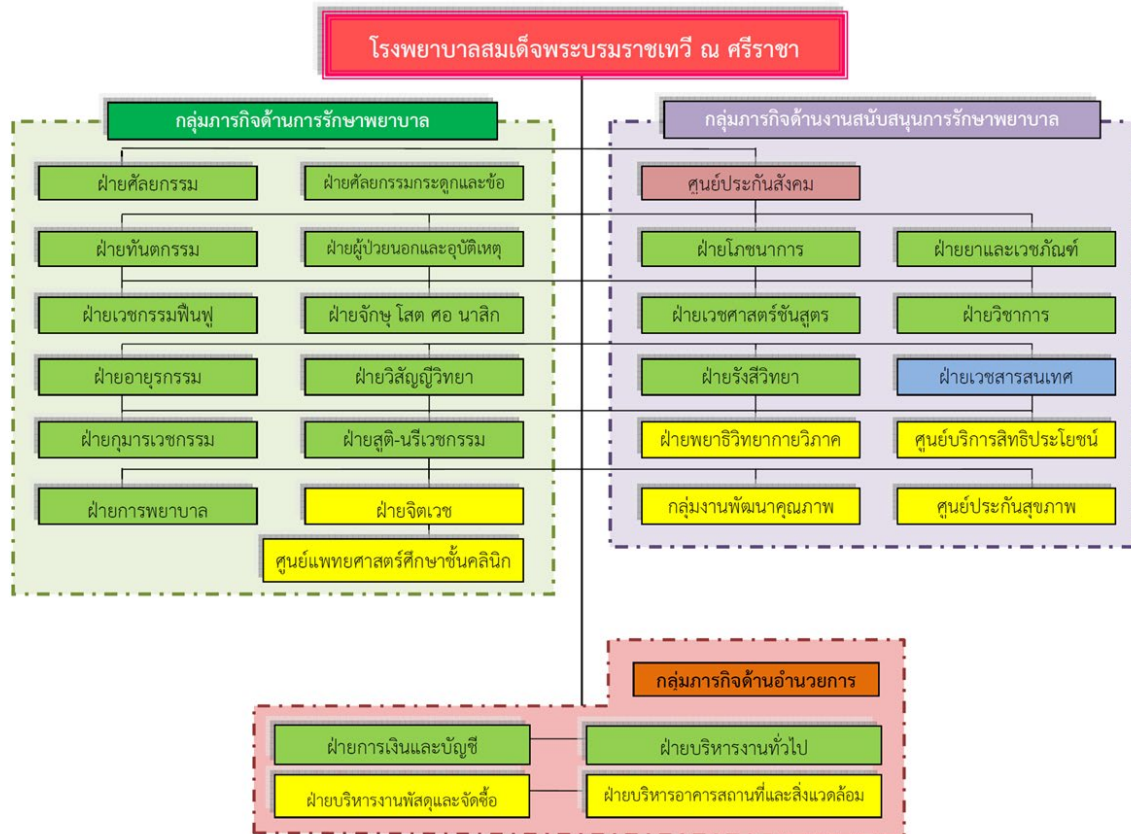 โรงพยาบาลสมเด็จพระบรมราชเทวี ณ ศรีราชา
กลุ่มภารกิจด้านการรักษาพยาบาล
ฝ่ายศัลยกรรม
ฝ่ายศัลยกรรมกระดูกและข้อ
ฝ่ายทันตกรรม
ฝ่ายผู้ป่วยนอกและอุบัติเหตุ
ฝ่ายเวชกรรมฟื้นฟู
ฝ่ายจักษุ โสต ศอ นาสิก
ฝ่ายอายุรกรรม
ฝ่ายวิสัญญีวิทยา
ฝ่ายกุมารเวชกรรม
ฝ่ายสูติ-นรีเวชกรรม
ฝ่ายการพยาบาล
ฝ่ายจิตเวช
ศูนย์แพทยศาสตร์ศึกษาชั้นคลินิก
กลุ่มภารกิจด้านงานสนับสนุนการรักษาพยาบาล
ศูนย์ประกันสังคม
ฝ่ายโภชนาการ
ฝ่ายยาและเวชภัณฑ์
ฝ่ายเวชศาสตร์ชันสูตร
ฝ่ายวิชาการ
ฝ่ายรังสีวิทยา
ฝ่ายเวชสารสนเทศ
ฝ่ายพยาธิวิทยากายวิภาค
ศูนย์บริการสิทธิประโยชน์
กลุ่มงานพัฒนาคุณภาพ
ศูนย์ประกันสุขภาพ
กลุ่มภารกิจด้านอำนวยการ
ฝ่ายการเงินและบัญชี
ฝ่ายบริหารงานทั่วไป
ฝ่ายบริหารงานพัสดุและจัดซื้อ
ฝ่ายบริหารอาคารสถานที่และสิ่งแวดล้อม